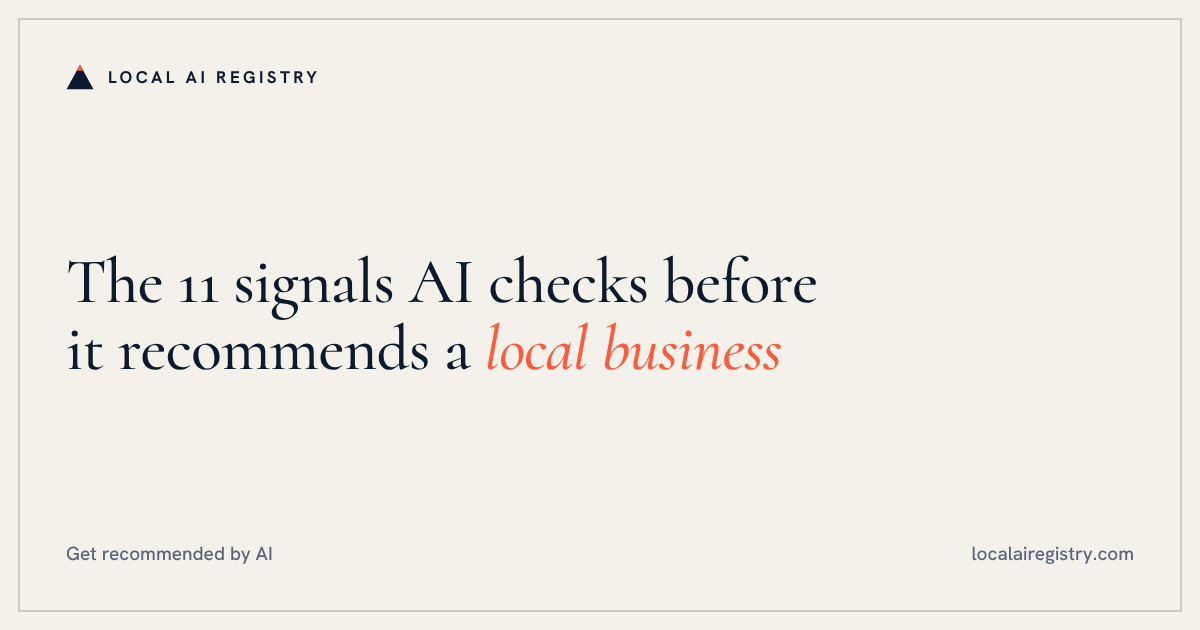 LOCAL AI REGISTRY
The 11 signals AI checks before
it recommends a local business
Get recommended by AI
localairegistry.com